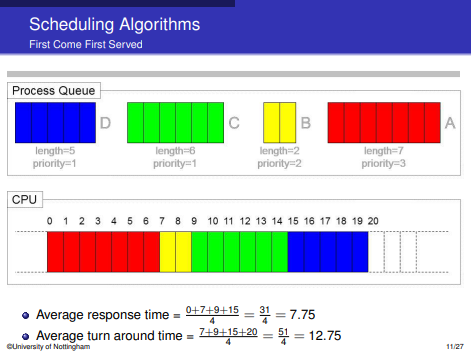 Scheduling Algorithms
First Come First Served
Process Queue
D C B A
length=5 length=6 length=2 length=7
priority=1 priority=1 priority=2 priority=3
CPU
0 1 2 3 4 5 6 7 8 9 10 11 12 13 14 15 16 17 18 19 20
Average response time = \frac{0+7+9+15}{4} = \frac{31}{4} = 7.75
Average turn around time = \frac{7+9+15+20}{4} = \frac{51}{4} = 12.75
©University of Nottingham 11/27